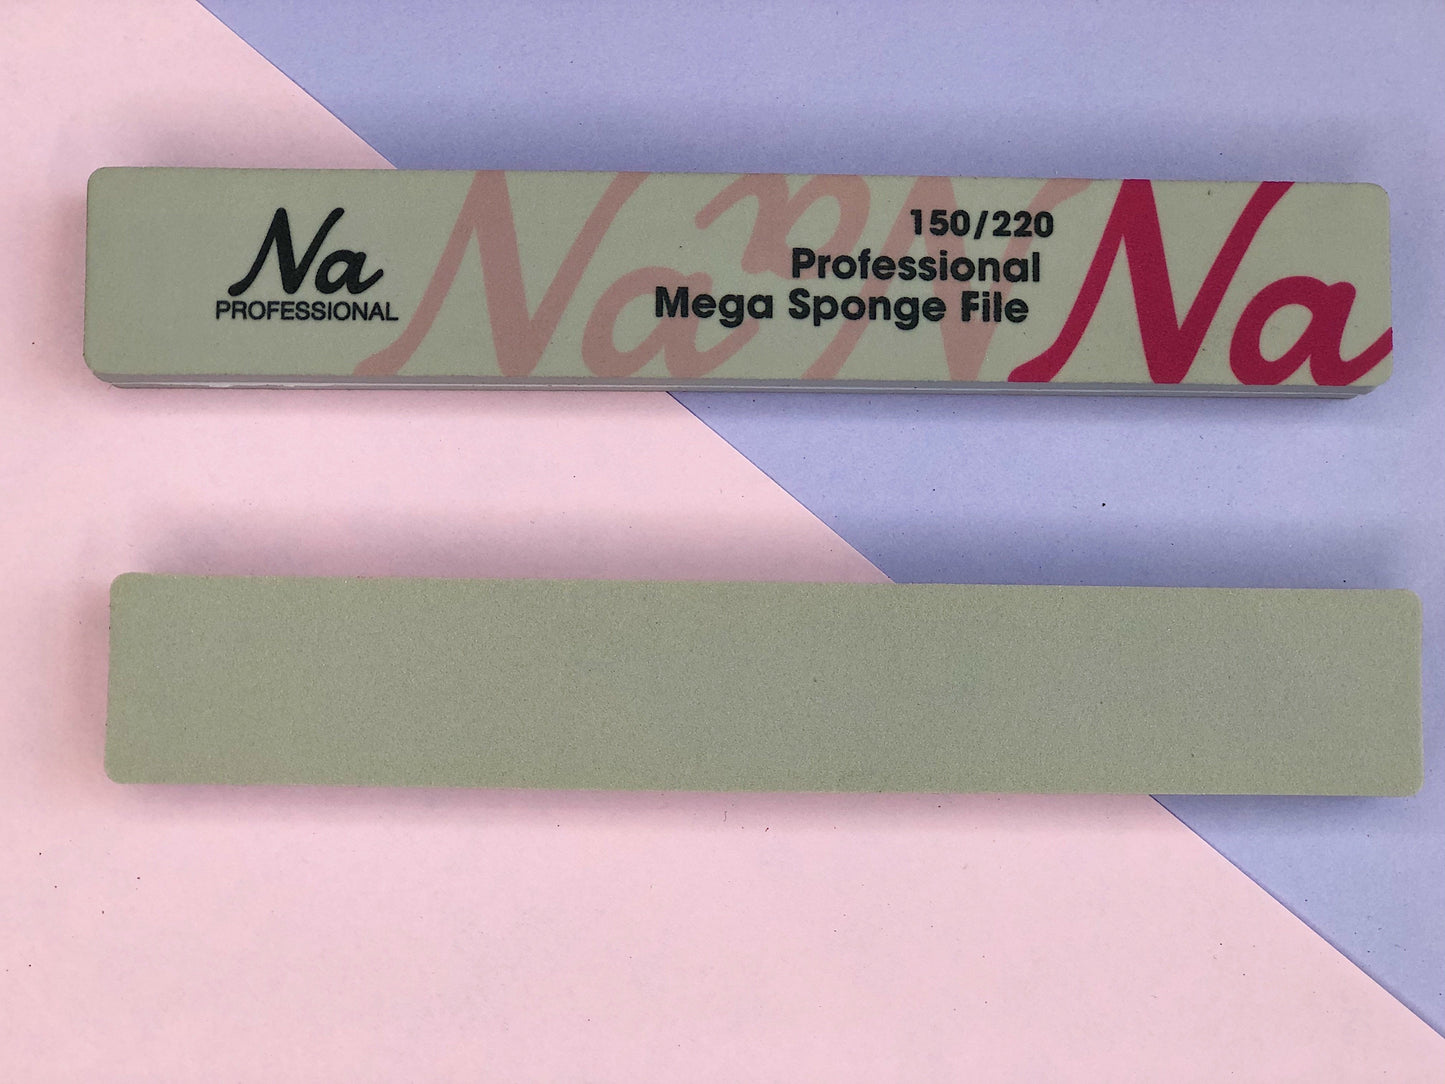 Na
PROFESSIONAL
Na Na
150/220
Professional
Mega Sponge File
Na